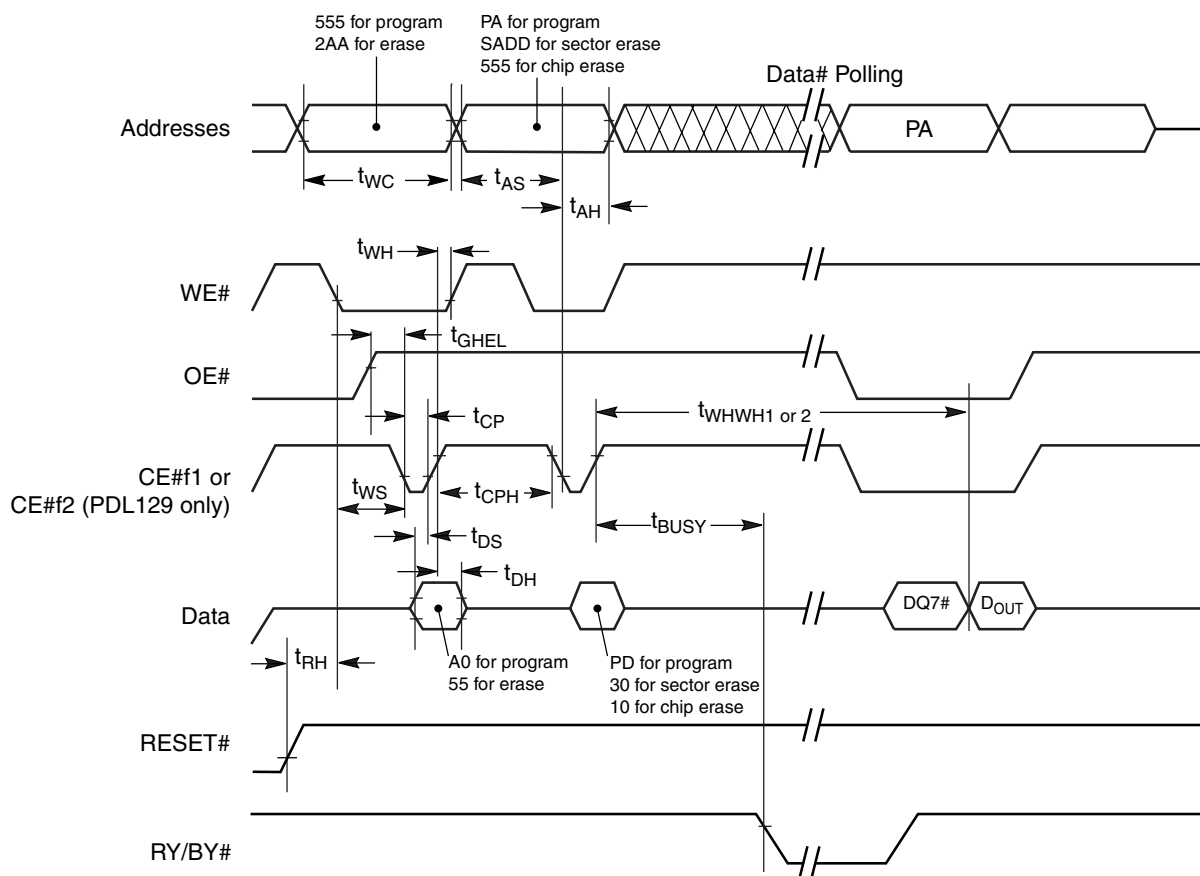 555 for program
2AA for erase
PA for program
SADD for sector erase
555 for chip erase
Data# Polling
Addresses
PA
tWC
tAS
tAH
tWH
WE#
tGHEL
OE#
tCP
tWHWH1 or 2
CE#f1 or
CE#f2 (PDL129 only)
tWS
tCPH
tBUSY
tDS
tDH
Data
DQ7#
DOUT
tRH
A0 for program
55 for erase
PD for program
30 for sector erase
10 for chip erase
RESET#
RY/BY#